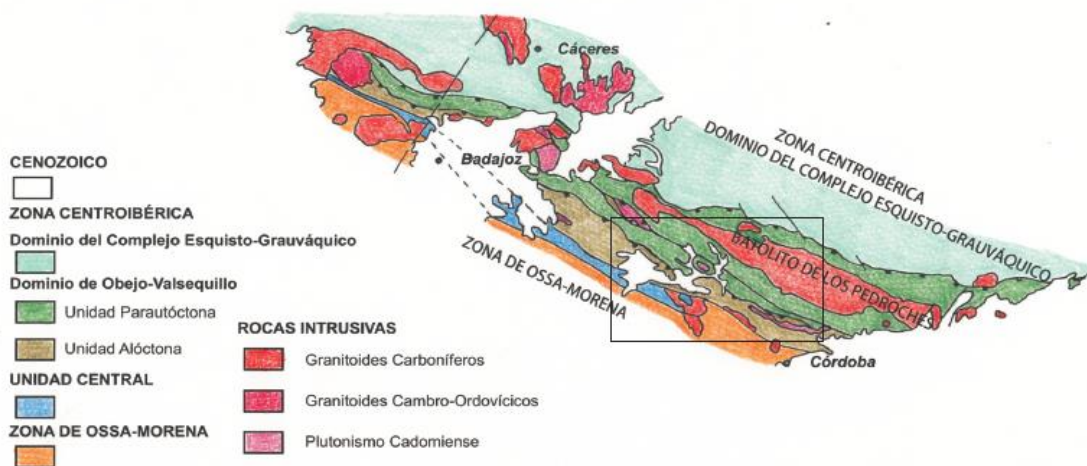 Cáceres
ZONA CENTROIBÉRICA
DOMINIO DEL COMPLEJO ESQUISTO-GRAUVÁQUICO
Badajoz
ZONA DE OSSA-MORENA
BATOLITO DE LOS PEDROCHES
Córdoba
CENOZOICO
ZONA CENTROIBÉRICA
Dominio del Complejo Esquisto-Grauváquico
Dominio de Obejo-Valsequillo
Unidad Parautóctona
Unidad Alóctona
UNIDAD CENTRAL
ZONA DE OSSA-MORENA
ROCAS INTRUSIVAS
Granitoides Carboníferos
Granitoides Cambro-Ordovícicos
Plutonismo Cadomiense